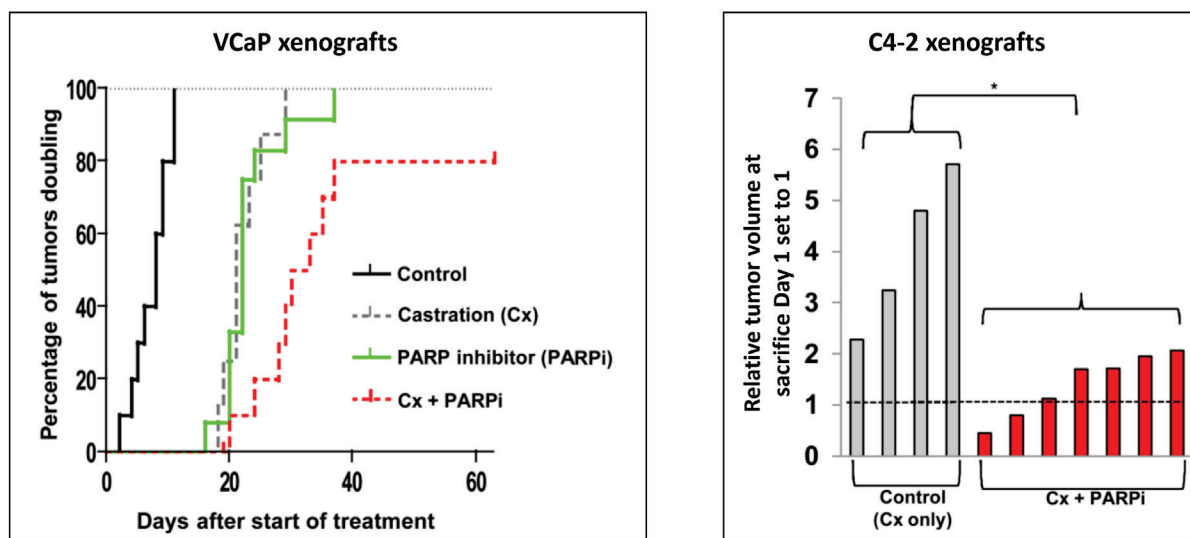 VCaP xenografts
Percentage of tumors doubling
100
80
60
40
20
0
0 20 40 60
Days after start of treatment
Control
Castration (Cx)
PARP inhibitor (PARPi)
Cx + PARPi
C4-2 xenografts
Relative tumor volume at
sacrifice Day 1 set to 1
7
6
5
4
3
2
1
0
*
Control
(Cx only)
Cx + PARPi